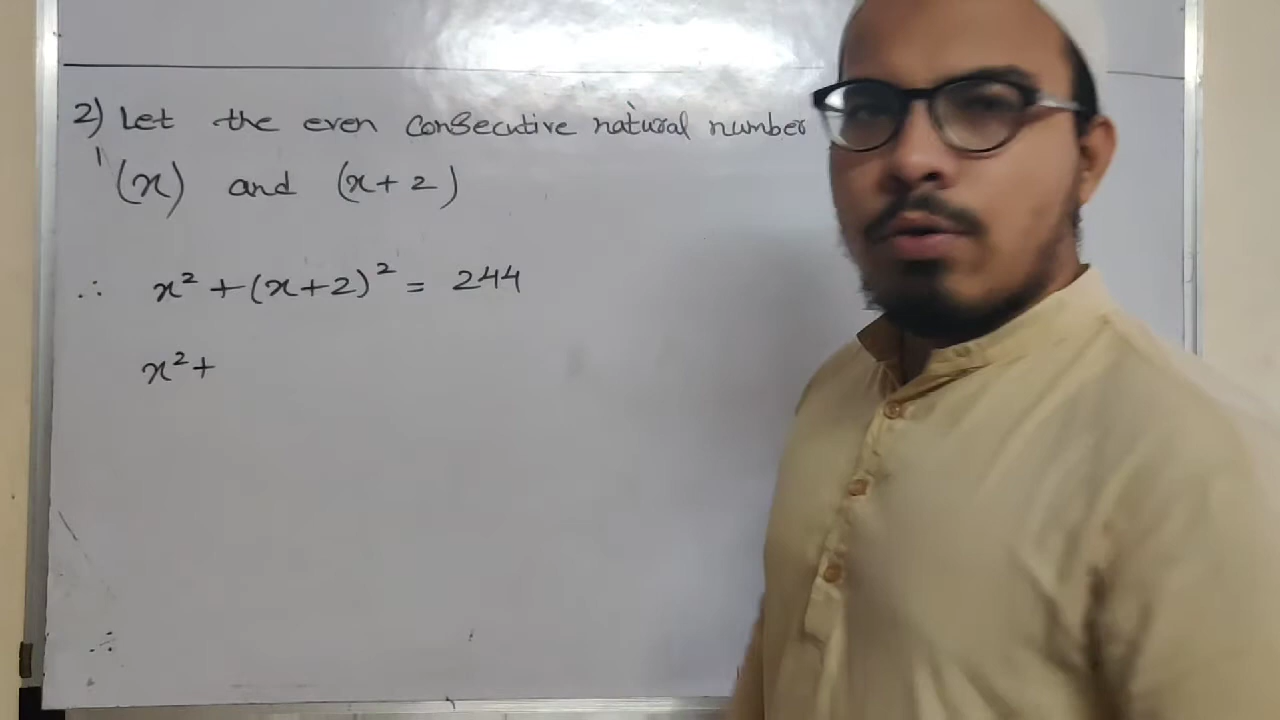 2) Let the even consecutive natural number
(x) and (x+2)
∴ x² + (x+2)² = 244
x² +
∴